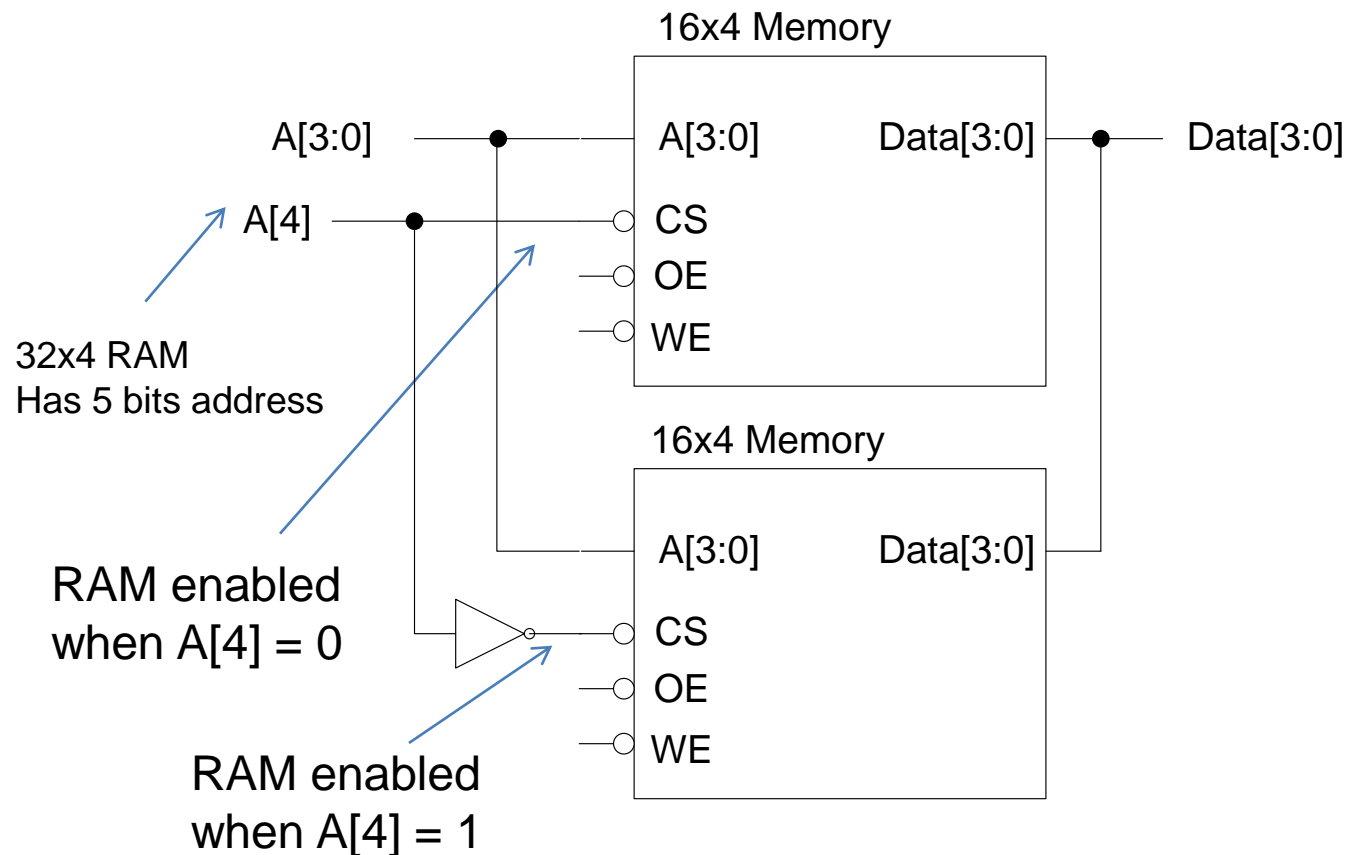 16x4 Memory
A[3:0]
A[3:0]
Data[3:0]
Data[3:0]
A[4]
CS
OE
WE
32x4 RAM
Has 5 bits address
16x4 Memory
A[3:0]
Data[3:0]
RAM enabled
when A[4] = 0
CS
OE
WE
RAM enabled
when A[4] = 1